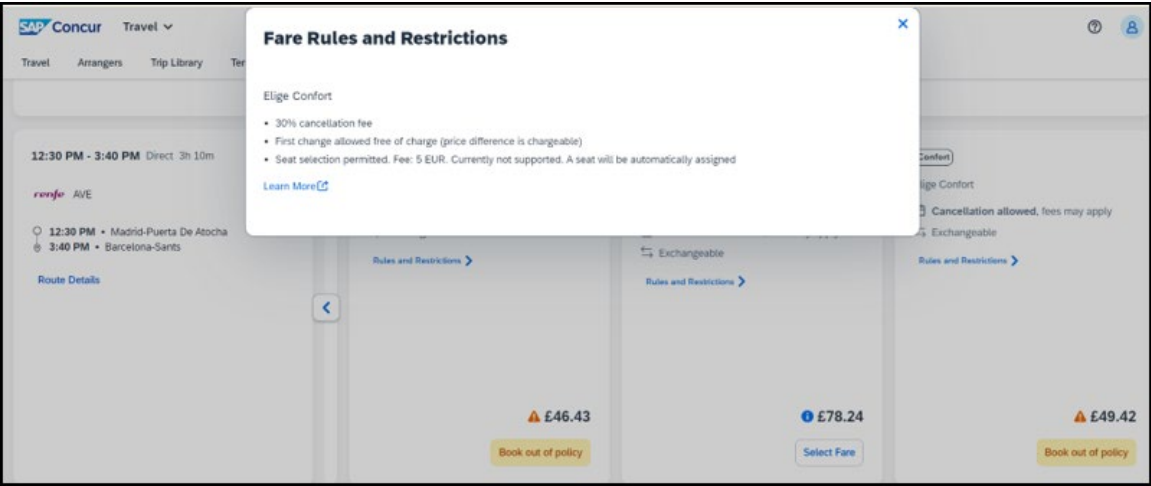 SAP Concur Travel
Travel Arrangers Trip Library Ter
Fare Rules and Restrictions
Elige Confort
• 30% cancellation fee
• First change allowed free of charge (price difference is chargeable)
• Seat selection permitted. Fee: 5 EUR. Currently not supported. A seat will be automatically assigned
Learn More
12:30 PM - 3:40 PM Direct 3h 10m
renfe AVE
12:30 PM • Madrid-Puerta De Atocha
3:40 PM • Barcelona-Sants
Route Details
Rules and Restrictions
£46.43
Book out of policy
Exchangeable
Rules and Restrictions
£78.24
Select Fare
Confort
lige Confort
Cancellation allowed, fees may apply
Exchangeable
Rules and Restrictions
£49.42
Book out of policy